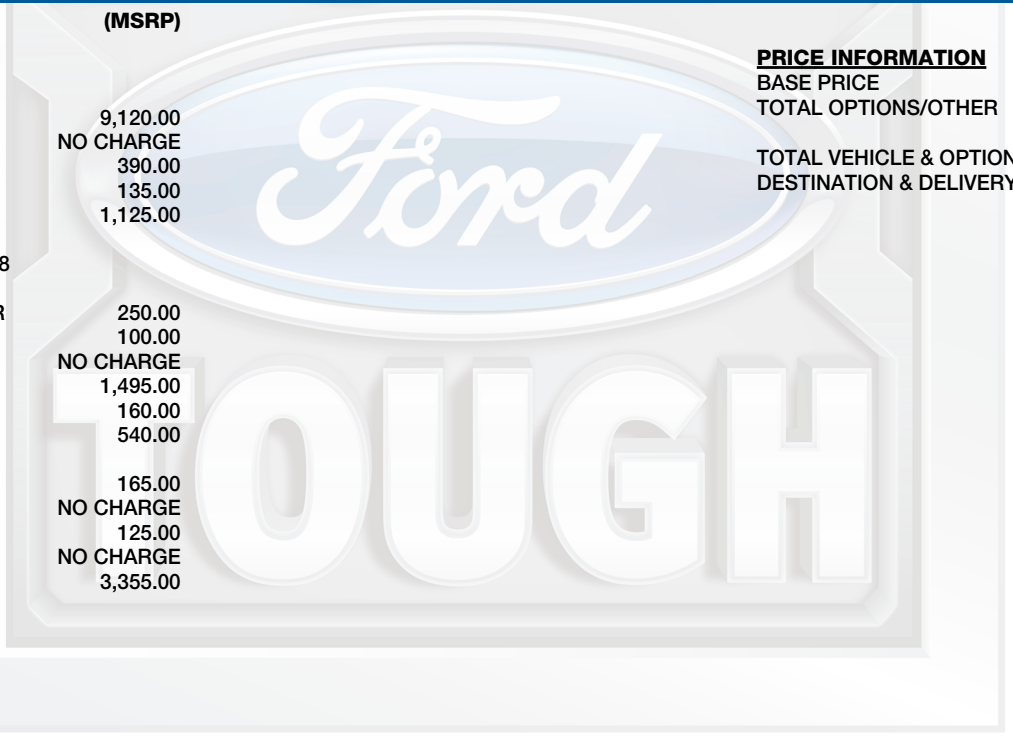 (MSRP)
9,120.00
NO CHARGE
390.00
135.00
1,125.00
8
R 250.00
100.00
NO CHARGE
1,495.00
160.00
540.00
165.00
NO CHARGE
125.00
NO CHARGE
3,355.00
PRICE INFORMATION
BASE PRICE
TOTAL OPTIONS/OTHER
TOTAL VEHICLE & OPTION
DESTINATION & DELIVERY
Ford
TOUGH